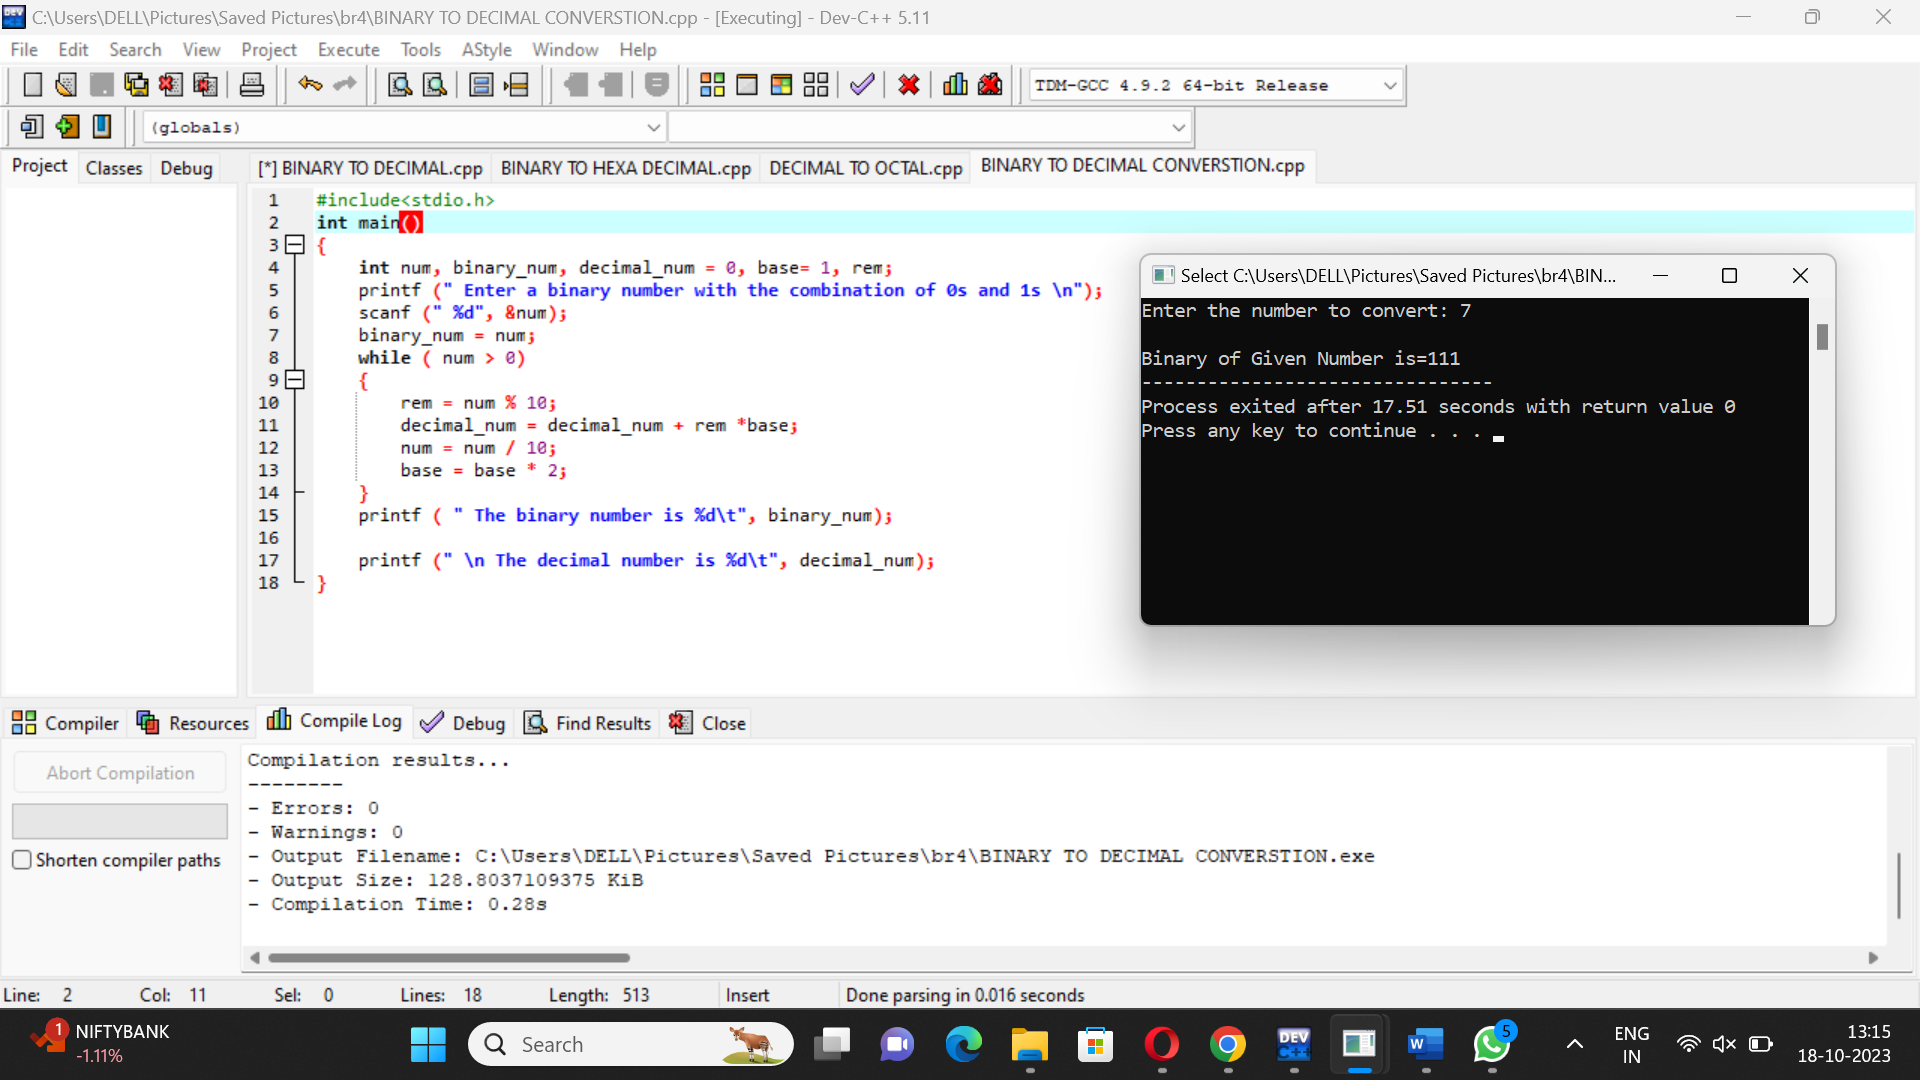 C:\Users\DELL\Pictures\Saved Pictures\br4\BINARY TO DECIMAL CONVERSTION.cpp - [Executing] - Dev-C++ 5.11
File Edit Search View Project Execute Tools AStyle Window Help
TDM-GCC 4.9.2 64-bit Release
(globals)
Project Classes Debug
[*] BINARY TO DECIMAL.cpp BINARY TO HEXA DECIMAL.cpp DECIMAL TO OCTAL.cpp BINARY TO DECIMAL CONVERSTION.cpp
1 #include<stdio.h>
2 int main()
3 {
4 int num, binary_num, decimal_num = 0, base= 1, rem;
5 printf (" Enter a binary number with the combination of 0s and 1s \n");
6 scanf (" %d", &num);
7 binary_num = num;
8 while ( num > 0)
9 {
10 rem = num % 10;
11 decimal_num = decimal_num + rem *base;
12 num = num / 10;
13 base = base * 2;
14 }
15 printf ( " The binary number is %d\t", binary_num);
16
17 printf (" \n The decimal number is %d\t", decimal_num);
18 }
Select C:\Users\DELL\Pictures\Saved Pictures\br4\BIN...
Enter the number to convert: 7
Binary of Given Number is=111
--------------------------------
Process exited after 17.51 seconds with return value 0
Press any key to continue . . .
Compiler Resources Compile Log Debug Find Results Close
Abort Compilation
Shorten compiler paths
Compilation results...
--------
- Errors: 0
- Warnings: 0
- Output Filename: C:\Users\DELL\Pictures\Saved Pictures\br4\BINARY TO DECIMAL CONVERSTION.exe
- Output Size: 128.8037109375 KiB
- Compilation Time: 0.28s
Line: 2 Col: 11 Sel: 0 Lines: 18 Length: 513 Insert Done parsing in 0.016 seconds
1 NIFTYBANK
-1.11%
Search
DEV
C++
W
5
ENG
IN
13:15
18-10-2023